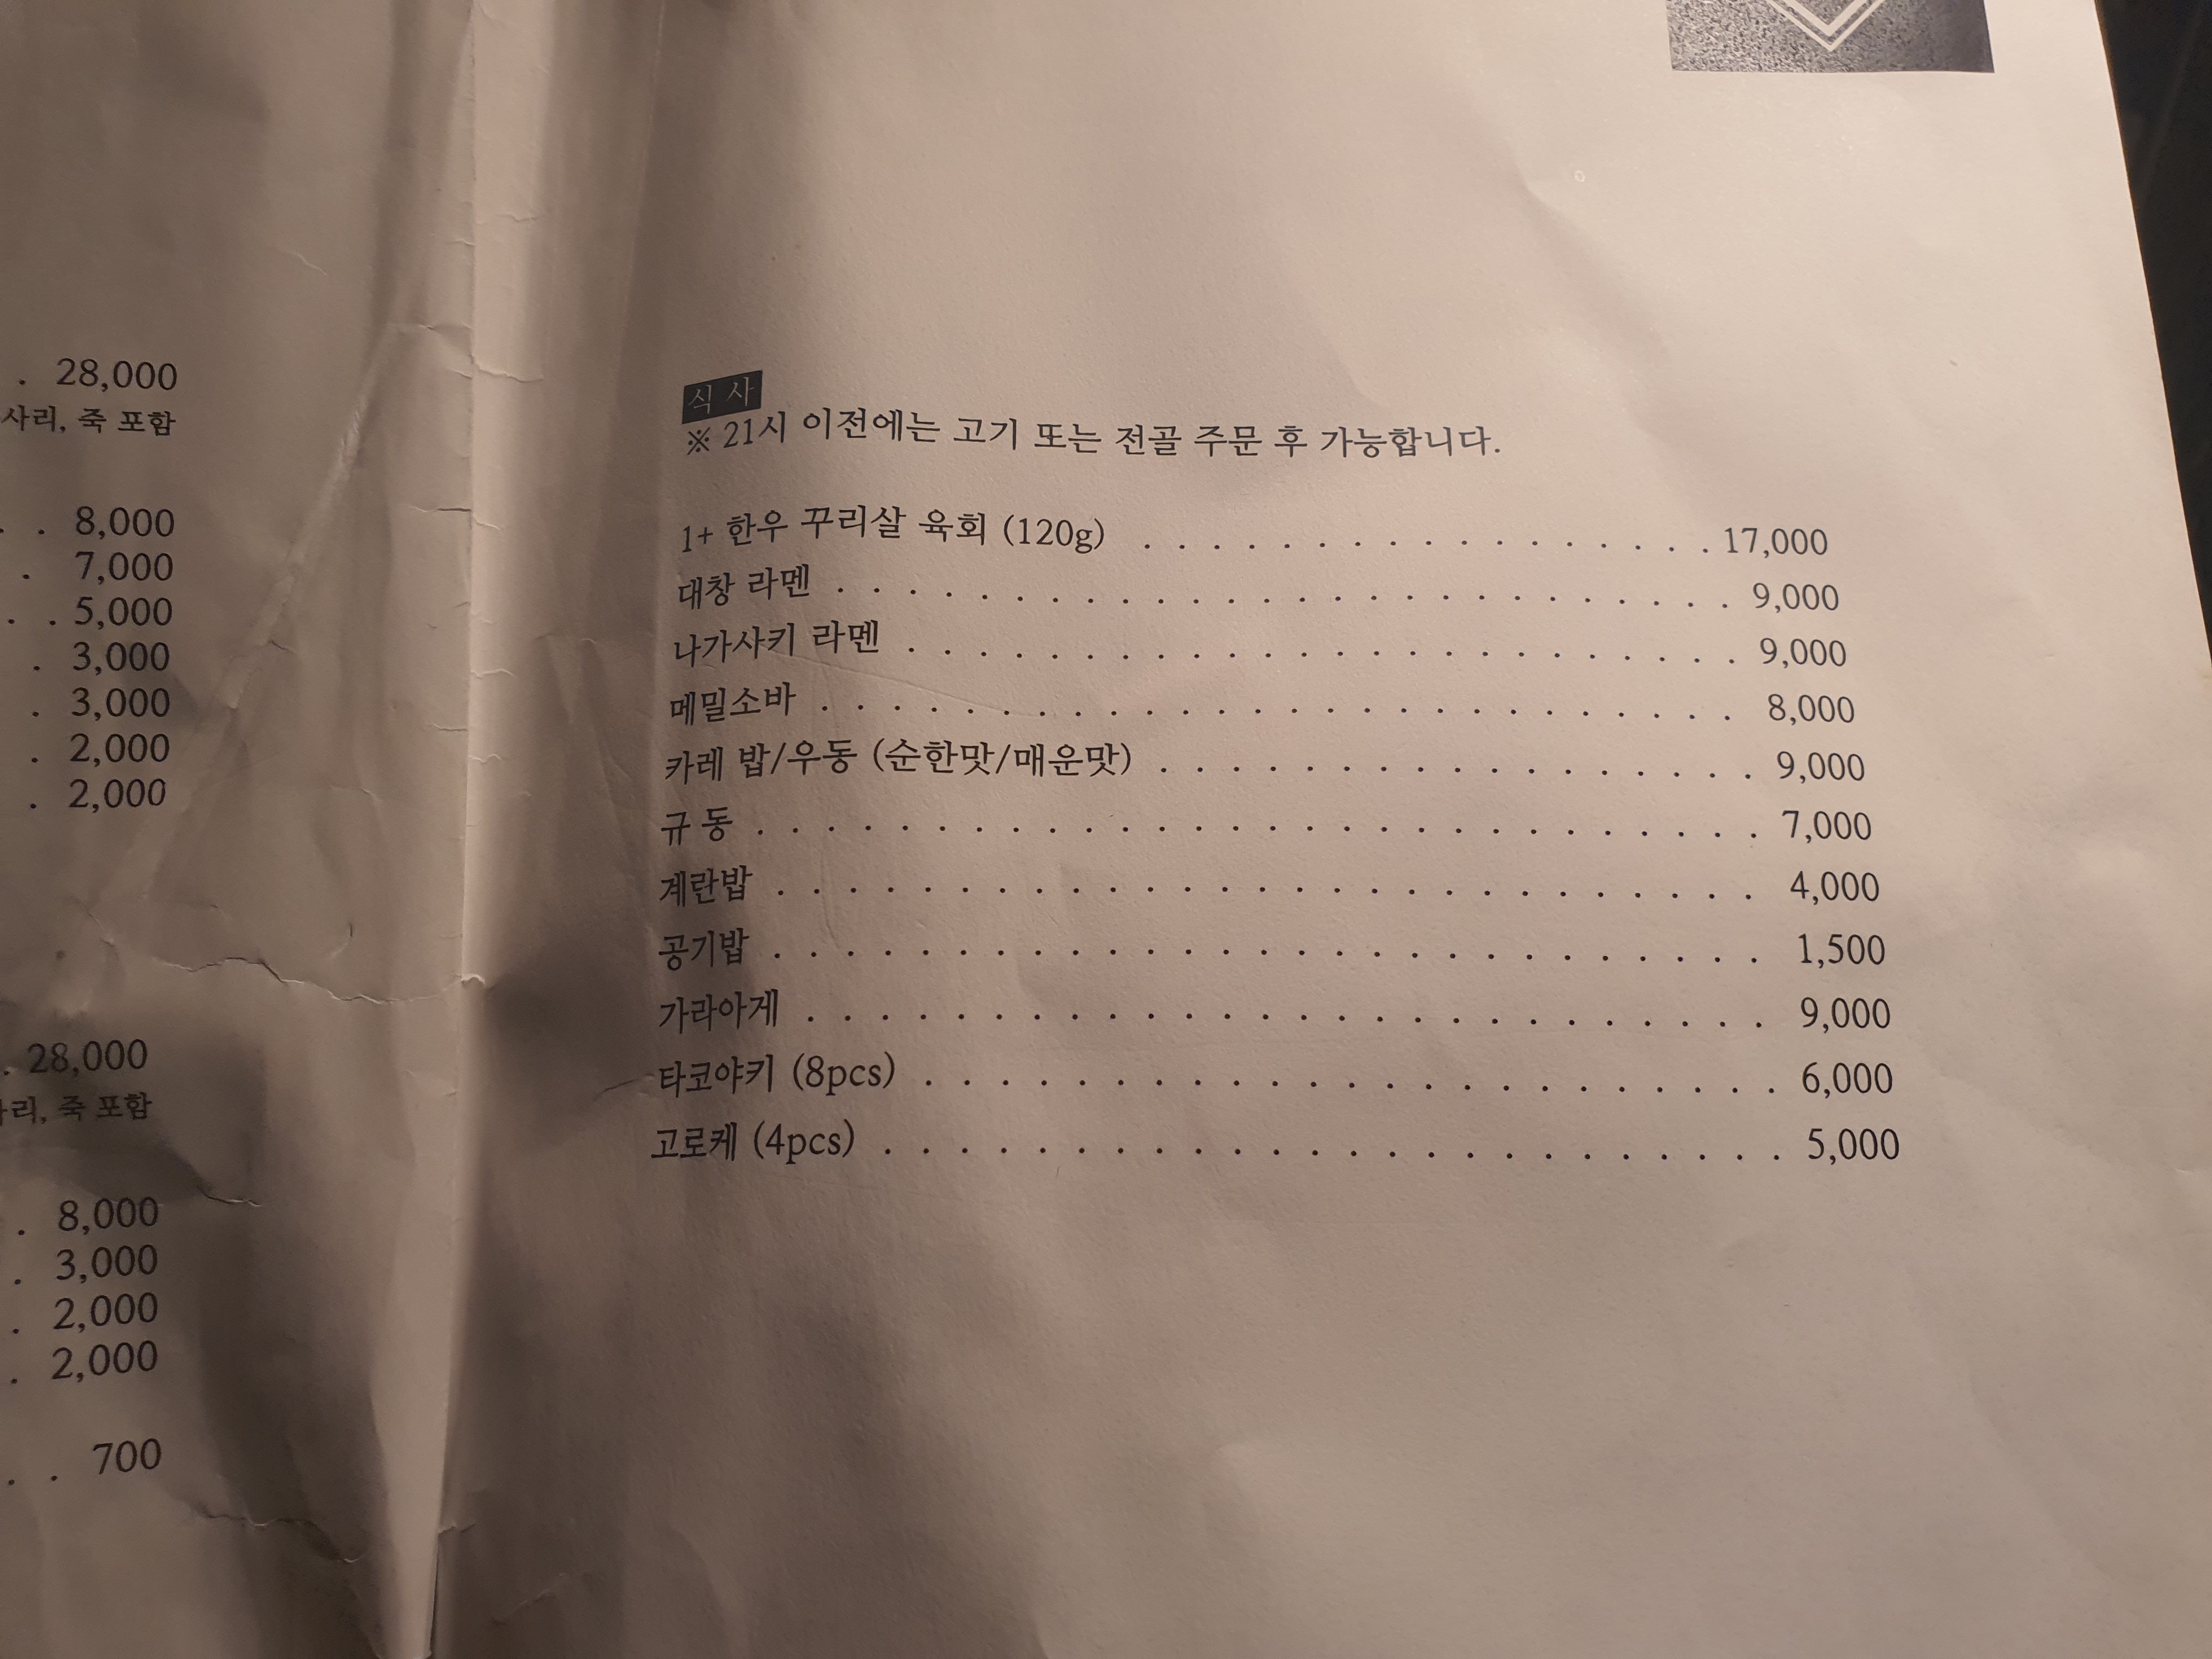 28,000
사리, 죽 포함
8,000
7,000
5,000
3,000
3,000
2,000
2,000
28,000
리, 죽 포함
8,000
3,000
2,000
2,000
700
식 사
※ 21시 이전에는 고기 또는 전골 주문 후 가능합니다.
1+ 한우 꾸리살 육회 (120g) 17,000
대창 라멘 9,000
나가사키 라멘 9,000
메밀소바 8,000
카레 밥/우동 (순한맛/매운맛) 9,000
규 동 7,000
계란밥 4,000
공기밥 1,500
가라아게 9,000
타코야키 (8pcs) 6,000
고로케 (4pcs) 5,000